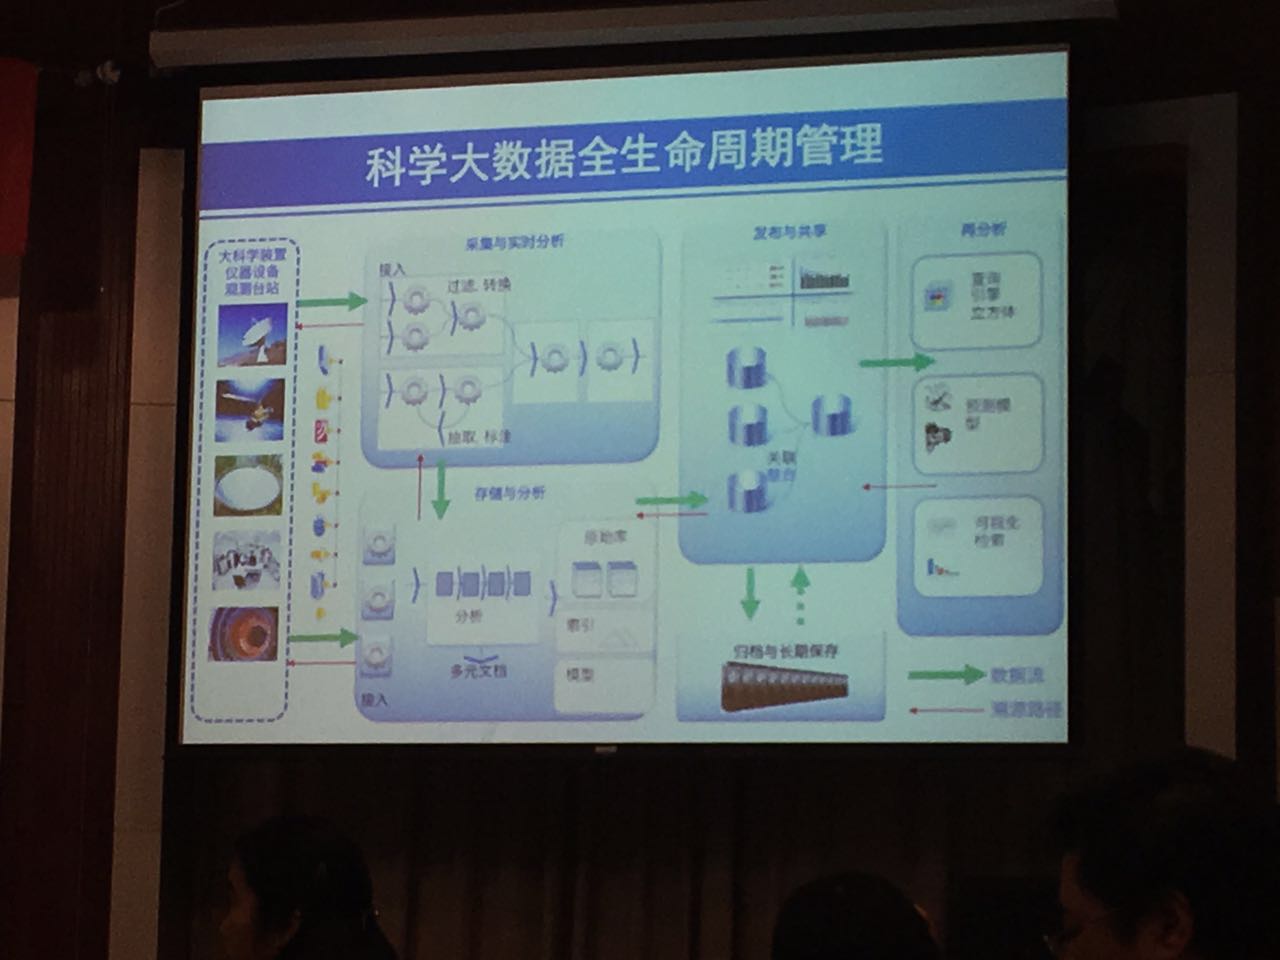 科学大数据全生命周期管理
大科学装置
仪器设备
观测台站
采集与实时分析
接入
过滤, 转换
抽取, 标注
存储与分析
接入
分析
多元文档
原始库
索引
模型
发布与共享
关联
整合
归档与长期保存
再分析
查询
引擎
立方体
预测模
型
可视化
检索
数据流
溯源路径